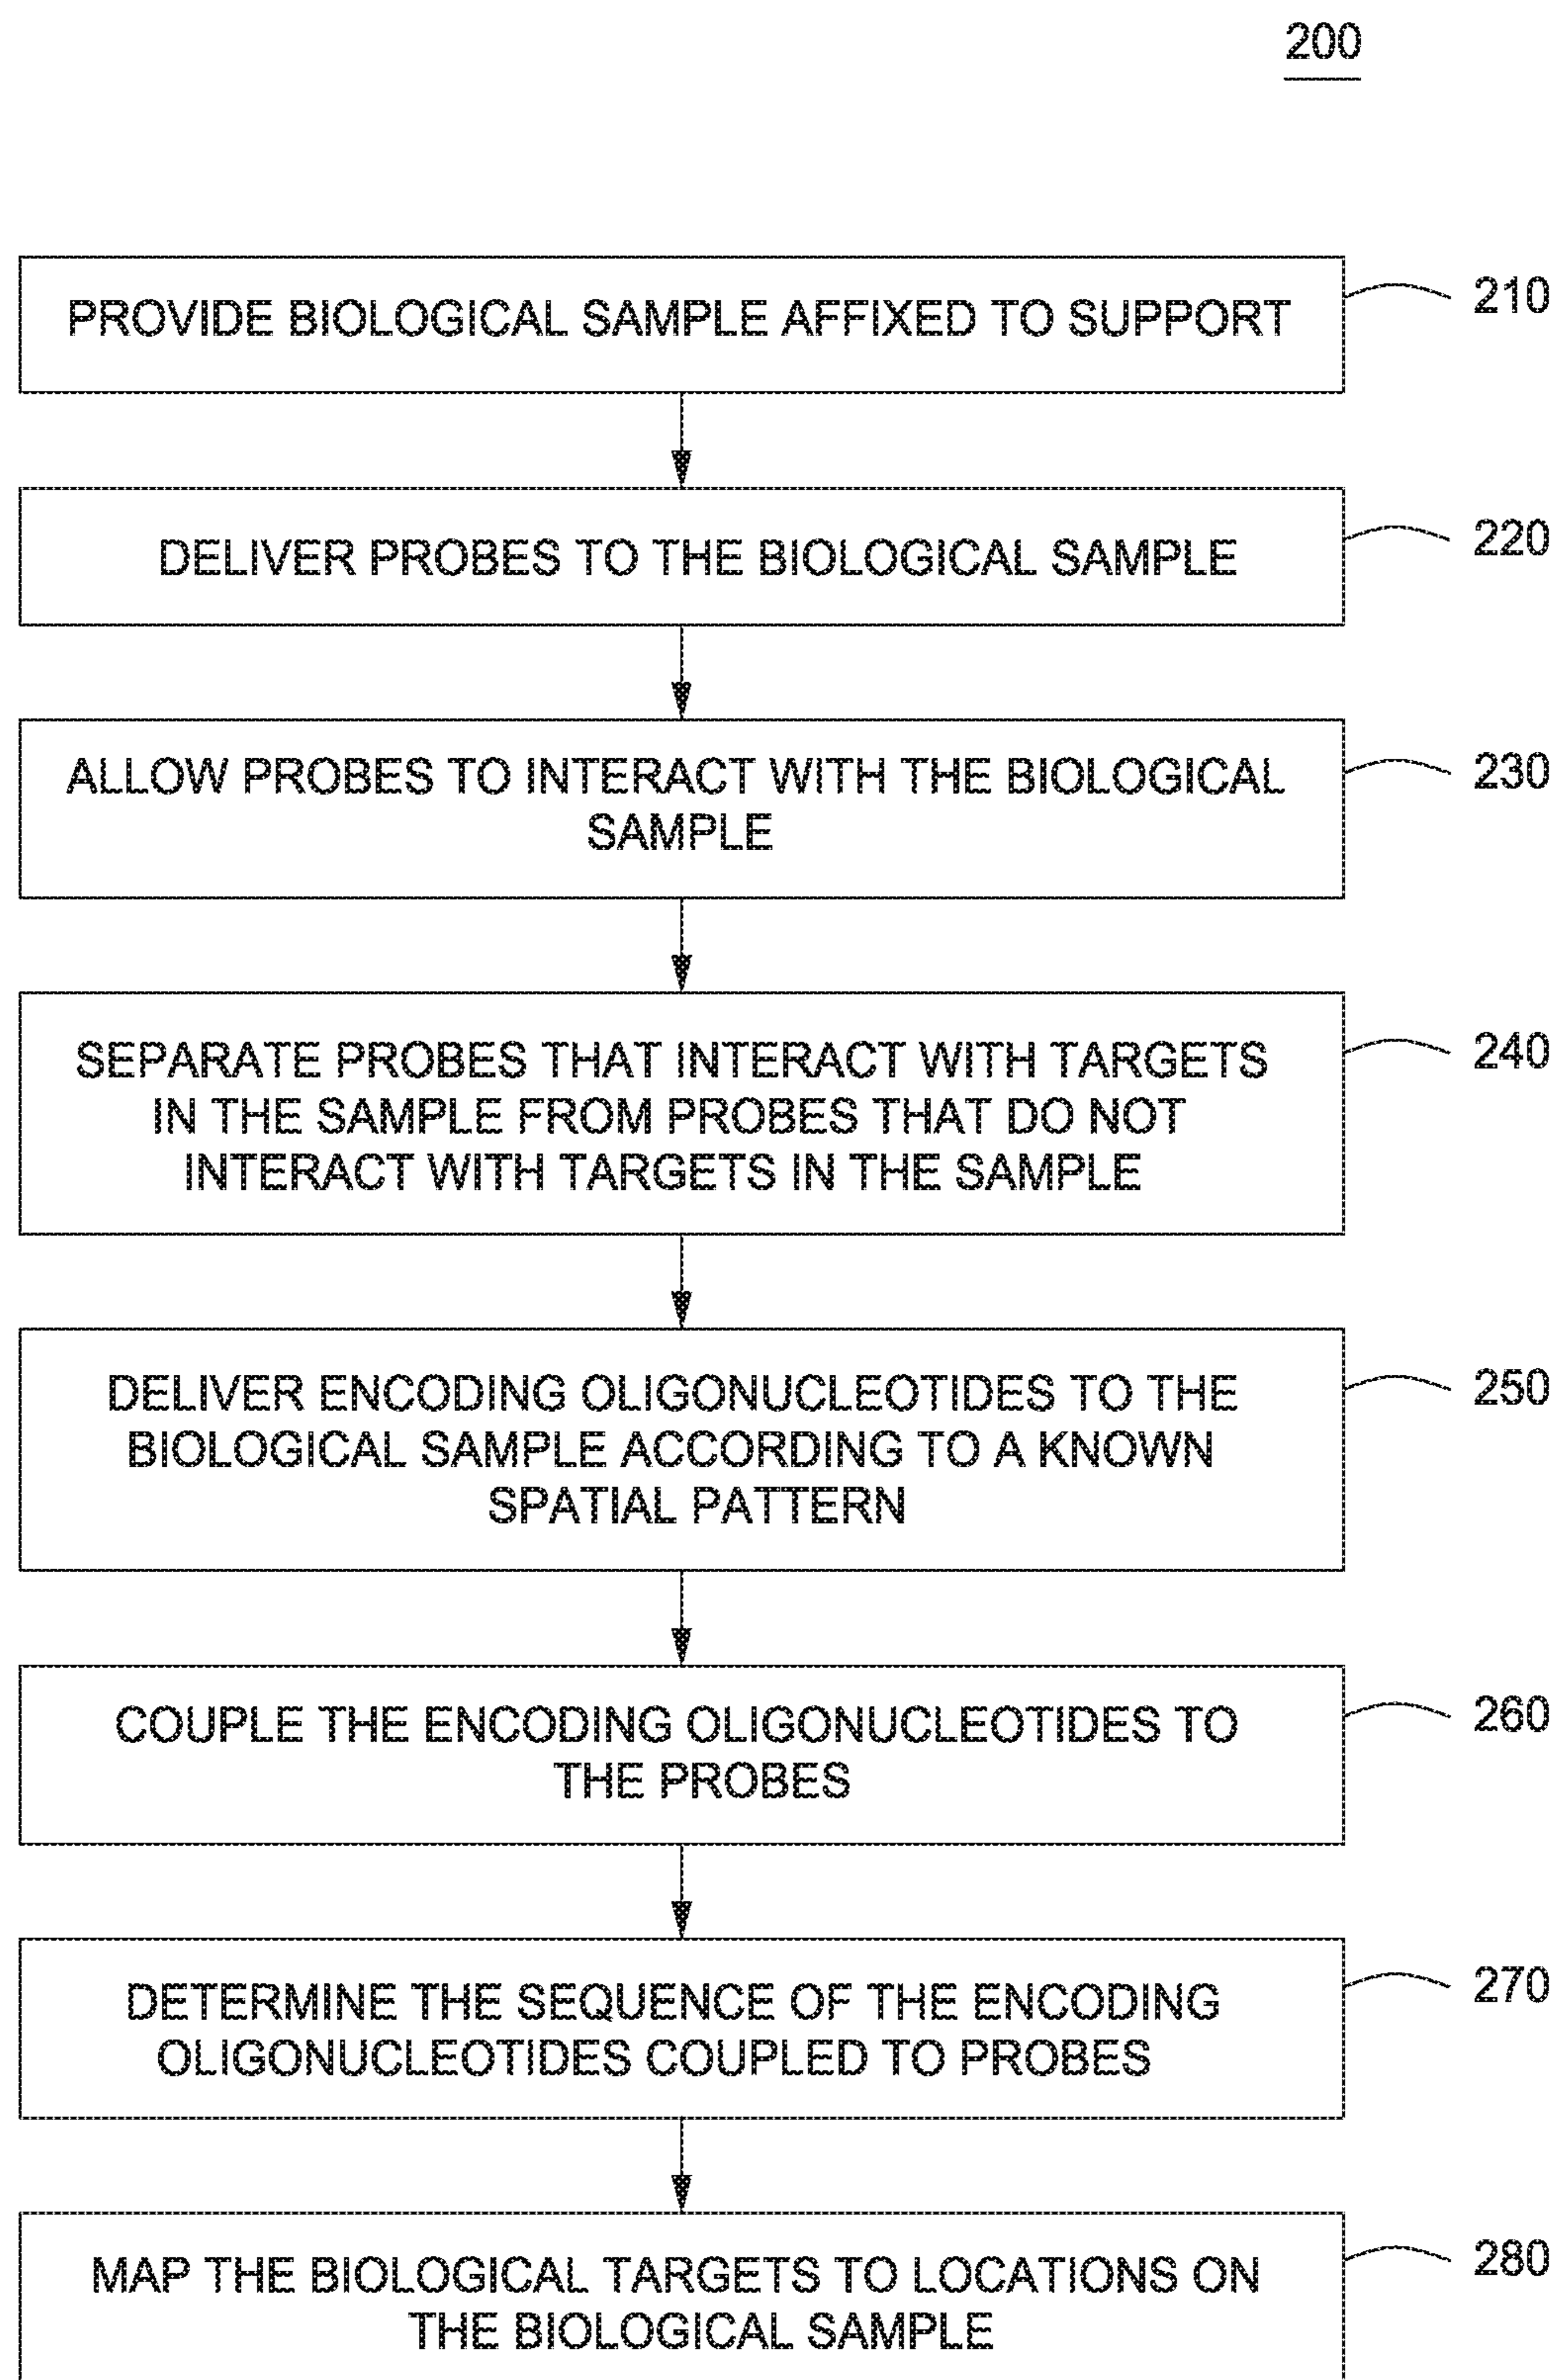 200
PROVIDE BIOLOGICAL SAMPLE AFFIXED TO SUPPORT
210
DELIVER PROBES TO THE BIOLOGICAL SAMPLE
220
ALLOW PROBES TO INTERACT WITH THE BIOLOGICAL
SAMPLE
230
SEPARATE PROBES THAT INTERACT WITH TARGETS
IN THE SAMPLE FROM PROBES THAT DO NOT
INTERACT WITH TARGETS IN THE SAMPLE
240
DELIVER ENCODING OLIGONUCLEOTIDES TO THE
BIOLOGICAL SAMPLE ACCORDING TO A KNOWN
SPATIAL PATTERN
250
COUPLE THE ENCODING OLIGONUCLEOTIDES TO
THE PROBES
260
DETERMINE THE SEQUENCE OF THE ENCODING
OLIGONUCLEOTIDES COUPLED TO PROBES
270
MAP THE BIOLOGICAL TARGETS TO LOCATIONS ON
THE BIOLOGICAL SAMPLE
280